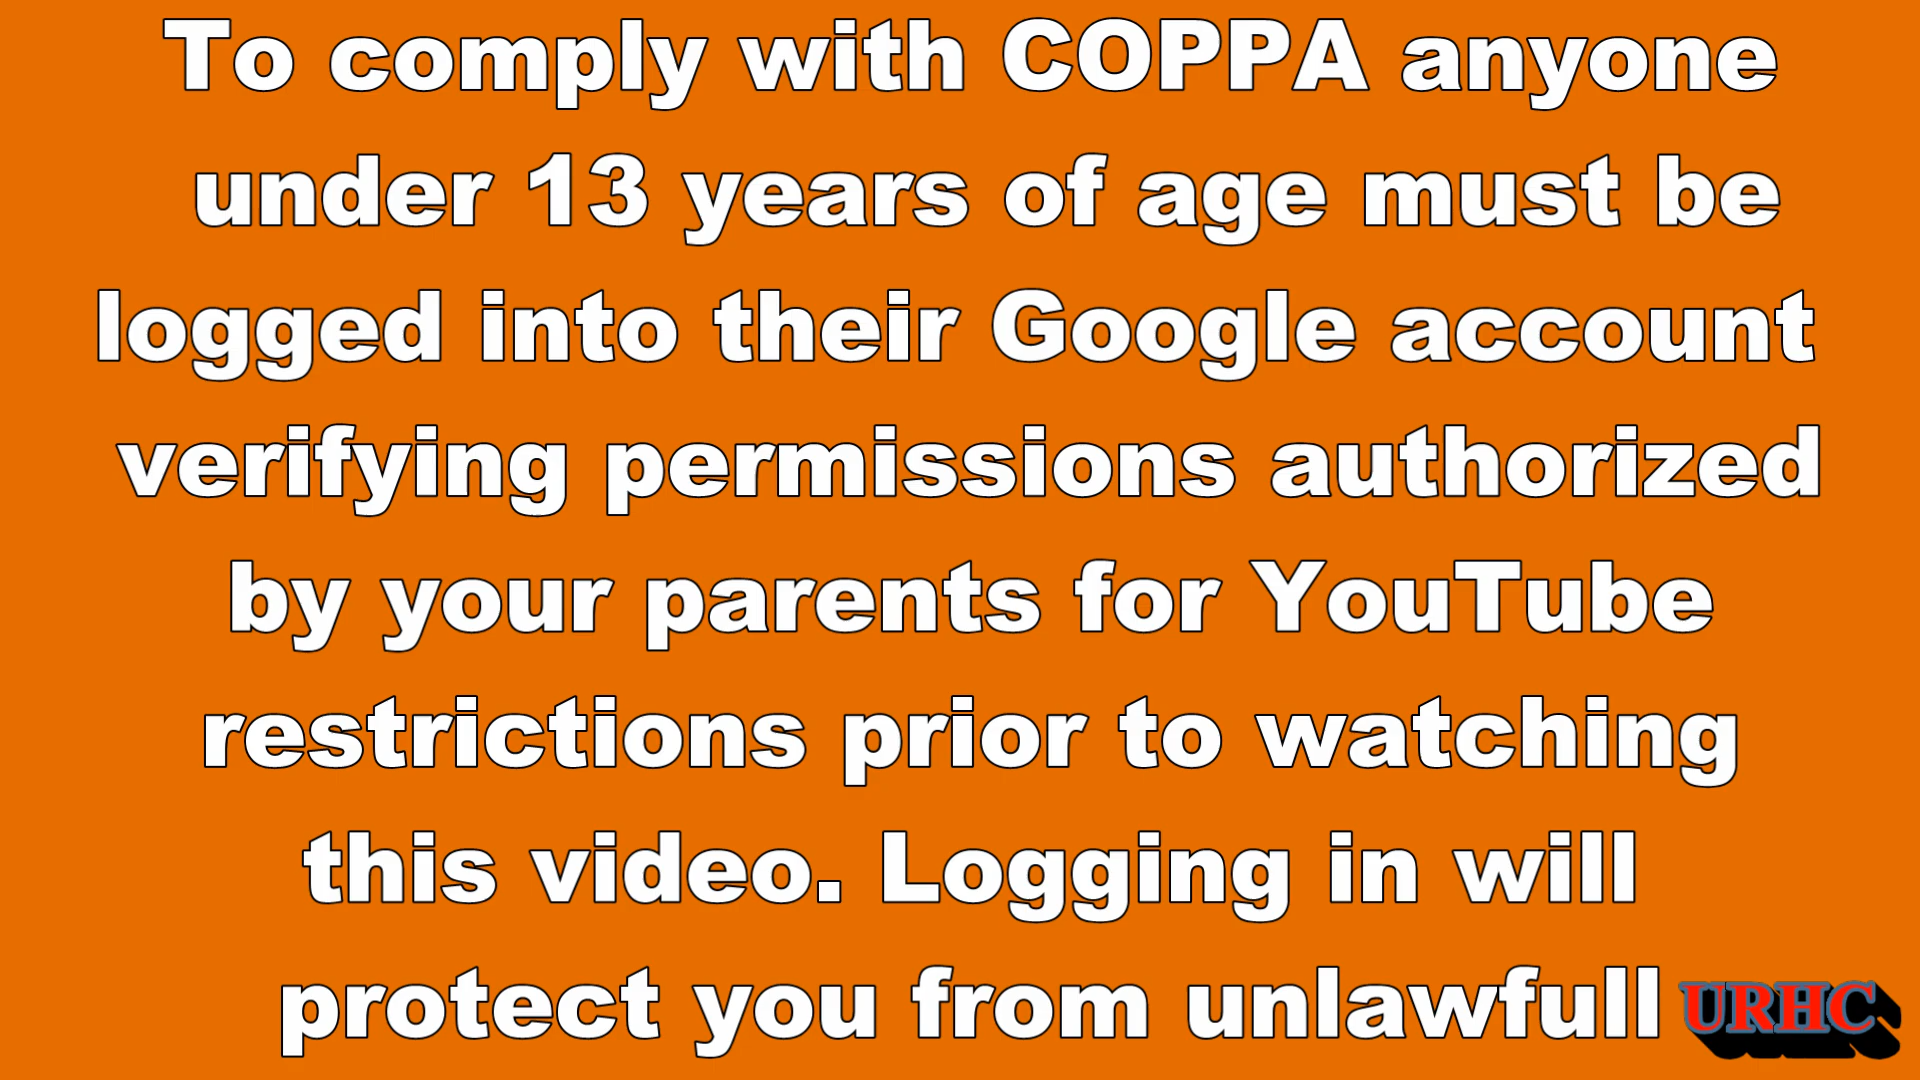 To comply with COPPA anyone
under 13 years of age must be
logged into their Google account
verifying permissions authorized
by your parents for YouTube
restrictions prior to watching
this video. Logging in will
protect you from unlawfull
URHC